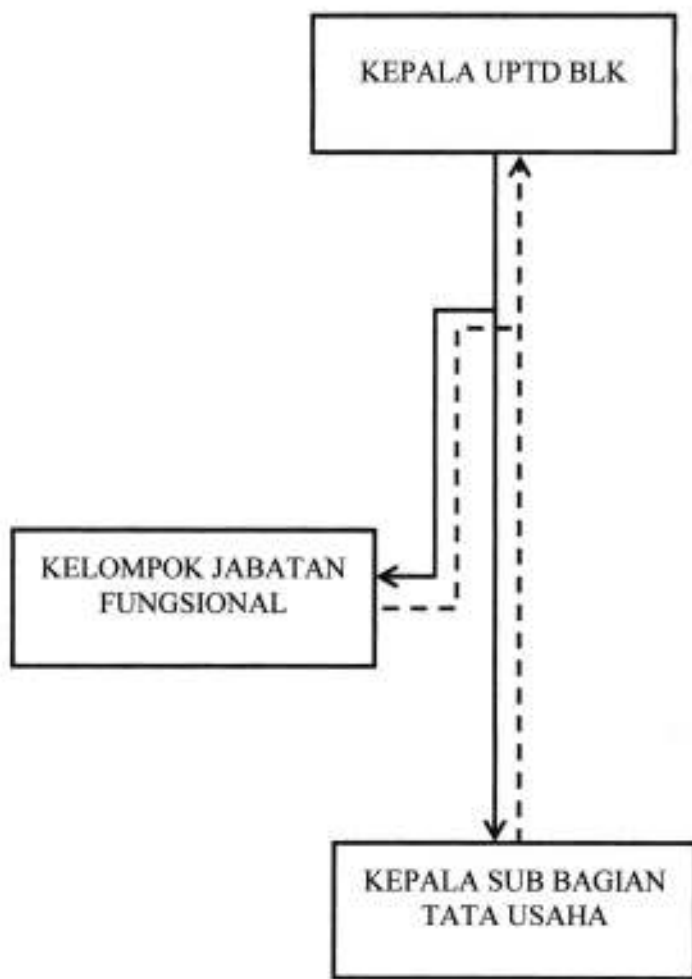 KEPALA UPTD BLK
KELOMPOK JABATAN
FUNGSIONAL
KEPALA SUB BAGIAN
TATA USAHA